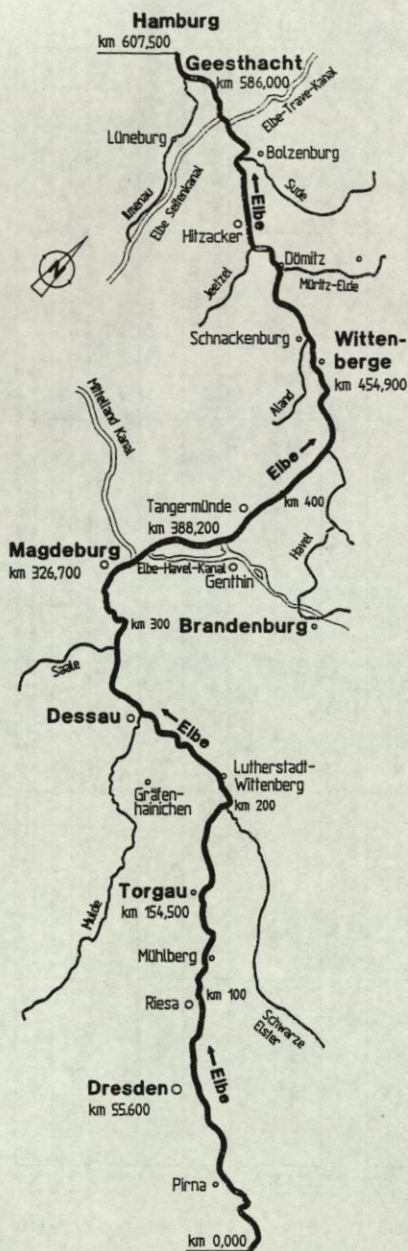 Hamburg
km 607,500
Geesthacht
km 586,000
Elbe-Trave-Kanal
Lüneburg
Bolzenburg
Ilmenau
Elbe Seitenkanal
Sude
Elbe
Hitzacker
Dömitz
Müritz-Elde
Jeetzel
N
Schnackenburg
Witten-
berge
km 454,900
Aland
Mittelland Kanal
Elbe
km 400
Tangermünde
km 388,200
Havel
Magdeburg
km 326,700
Elbe-Havel-Kanal
Genthin
km 300
Brandenburg
Saale
Dessau
Elbe
Lutherstadt-
Wittenberg
Gräfen-
hainichen
km 200
Torgau
km 154,500
Mulde
Mühlberg
km 100
Riesa
Schwarze
Elster
Elbe
Dresden
km 55.600
Pirna
km 0,000